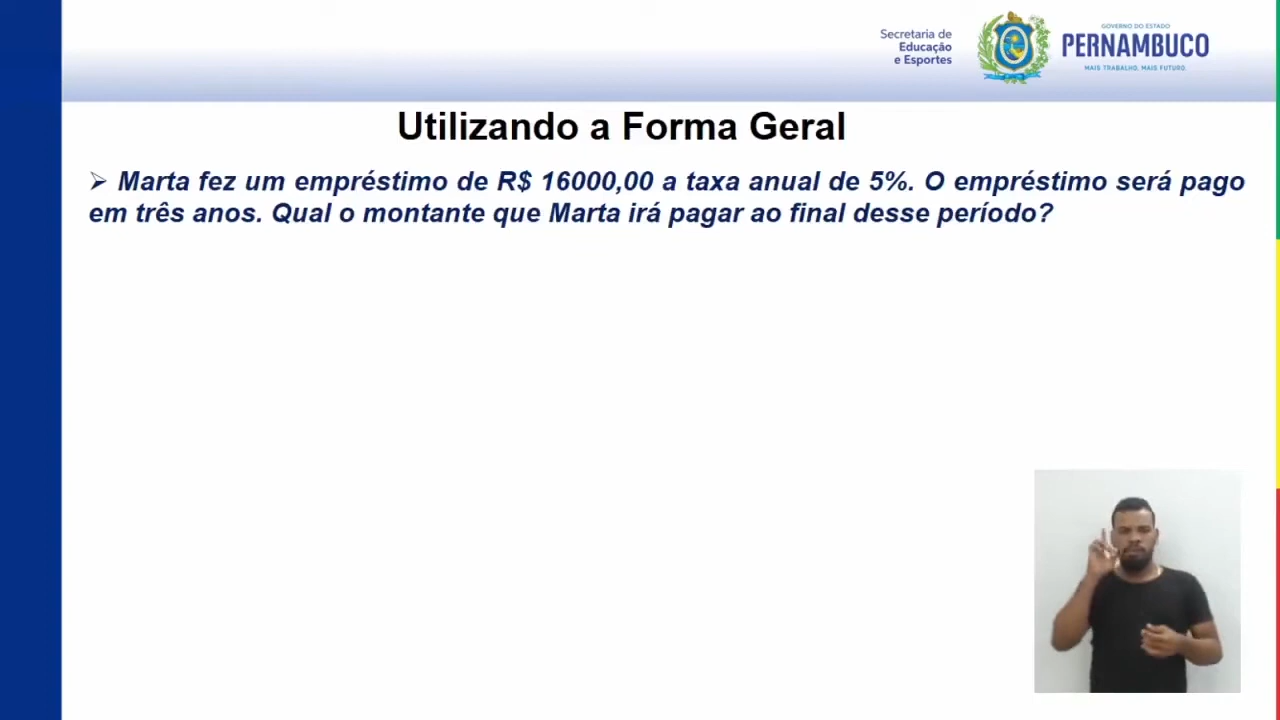 Secretaria de
Educação
e Esportes
GOVERNO DO ESTADO
PERNAMBUCO
MAIS TRABALHO, MAIS FUTURO.
Utilizando a Forma Geral
➢ Marta fez um empréstimo de R$ 16000,00 a taxa anual de 5%. O empréstimo será pago
em três anos. Qual o montante que Marta irá pagar ao final desse período?